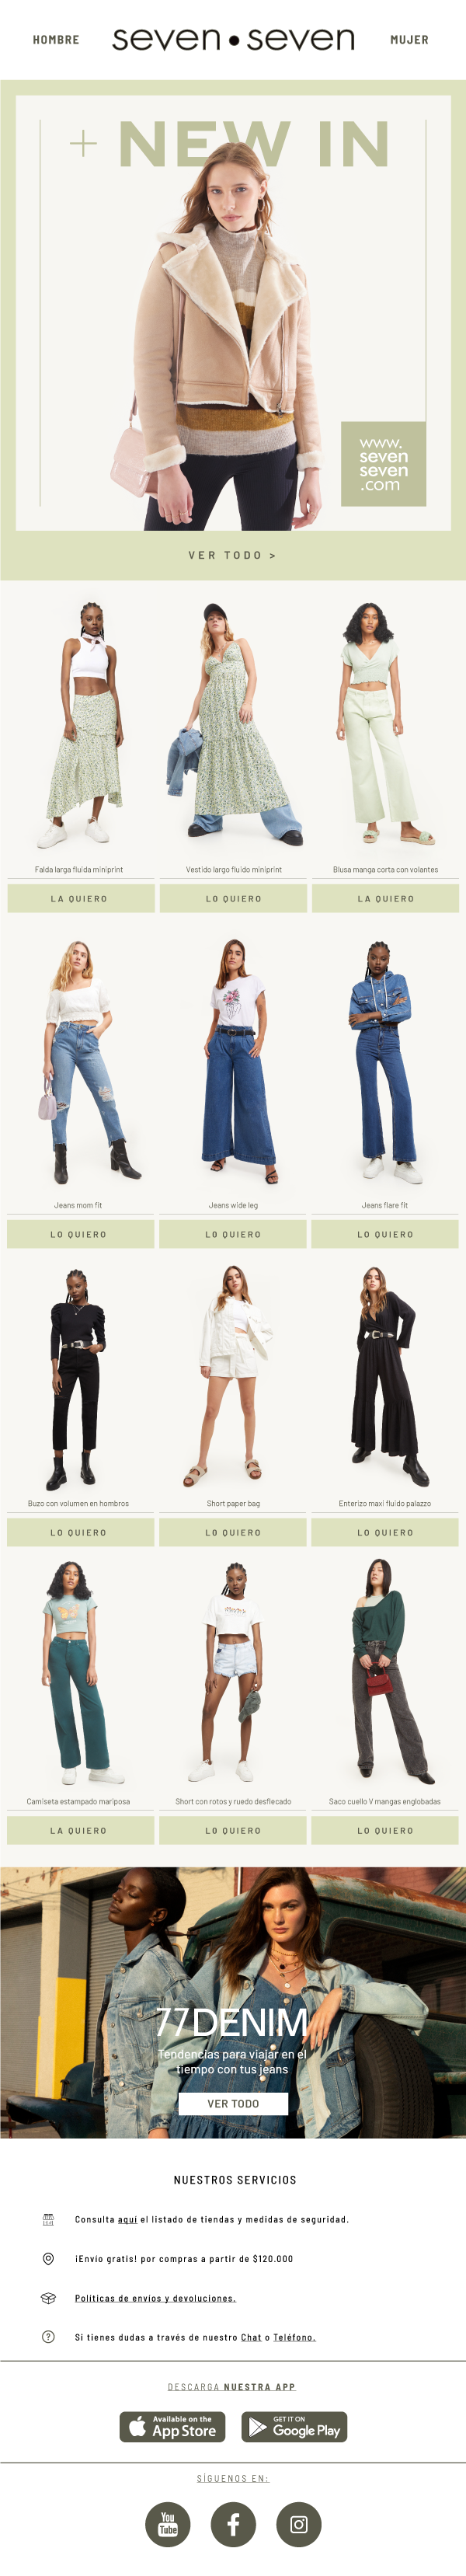 HOMBRE
seven•seven
MUJER
+ NEW IN
www.
seven
seven
.com
VER TODO >
Falda larga fluida miniprint
Vestido largo fluido miniprint
Blusa manga corta con volantes
LA QUIERO
LO QUIERO
LA QUIERO
Jeans mom fit
Jeans wide leg
Jeans flare fit
LO QUIERO
LO QUIERO
LO QUIERO
Buzo con volumen en hombros
Short paper bag
Enterizo maxi fluido palazzo
LO QUIERO
LO QUIERO
LO QUIERO
Camiseta estampado mariposa
Short con rotos y ruedo desflecado
Saco cuello V mangas englobadas
LA QUIERO
LO QUIERO
LO QUIERO
77DENIM
Tendencias para viajar en el
tiempo con tus jeans
VER TODO
NUESTROS SERVICIOS
Consulta aquí el listado de tiendas y medidas de seguridad.
¡Envío gratis! por compras a partir de $120.000
Políticas de envíos y devoluciones.
Si tienes dudas a través de nuestro Chat o Teléfono.
DESCARGA NUESTRA APP
Available on the
App Store
GET IT ON
Google Play
SÍGUENOS EN:
You
Tube